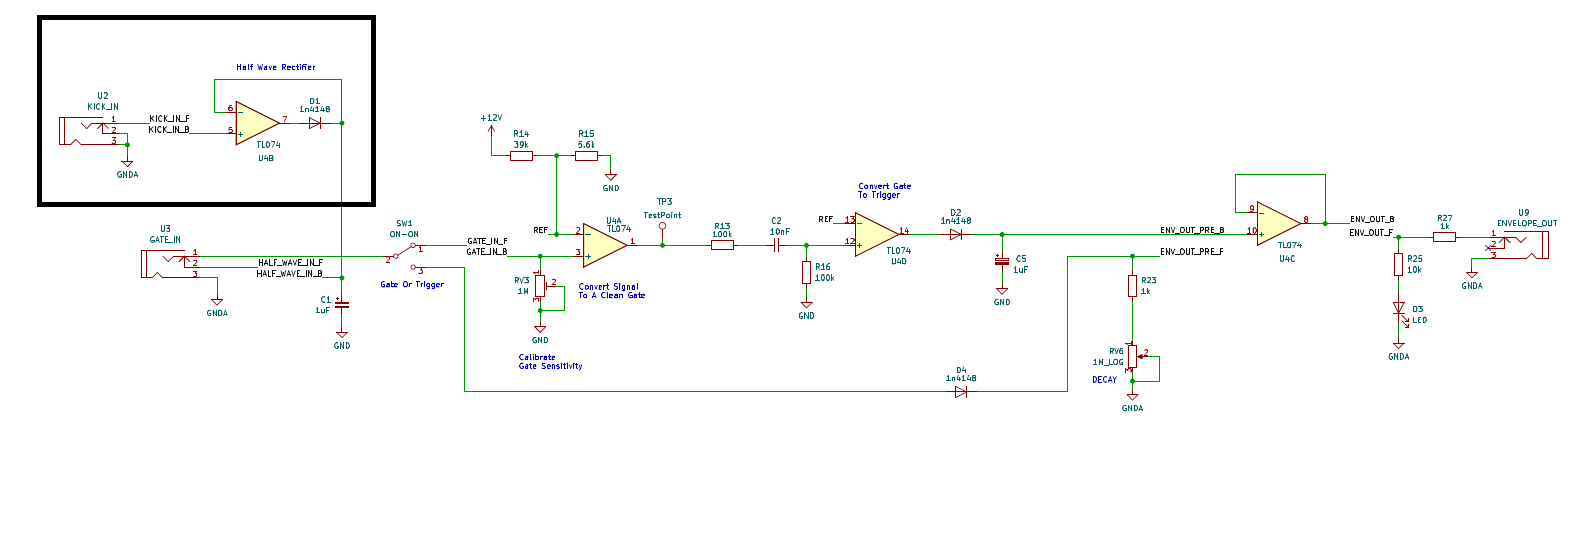 Half Wave Rectifier
U2
KICK_IN
1
2
3
KICK_IN_F
KICK_IN_B
GNDA
6
5
7
TL074
U4B
D1
1n4148
U3
GATE_IN
1
2
3
HALF_WAVE_IN_F
HALF_WAVE_IN_B
GNDA
C1
1uF
GND
SW1
ON-ON
2
1
3
Gate Or Trigger
GATE_IN_F
GATE_IN_B
+12V
R14
39k
R15
5.6k
GND
REF
2
3
1
U4A
TL074
RV3
1M
1
2
3
GND
Convert Signal
To A Clean Gate
Calibrate
Gate Sensitivity
TP3
TestPoint
R13
100k
C2
10nF
R16
100k
GND
Convert Gate
To Trigger
REF
13
12
14
TL074
U4D
D2
1n4148
C5
1uF
GND
D4
1n4148
ENV_OUT_PRE_B
ENV_OUT_PRE_F
R23
1k
RV6
1M_LOG
1
2
3
DECAY
GNDA
9
10
8
TL074
U4C
ENV_OUT_B
ENV_OUT_F
R25
10k
D3
LED
GNDA
R27
1k
U9
ENVELOPE_OUT
1
2
3
GNDA